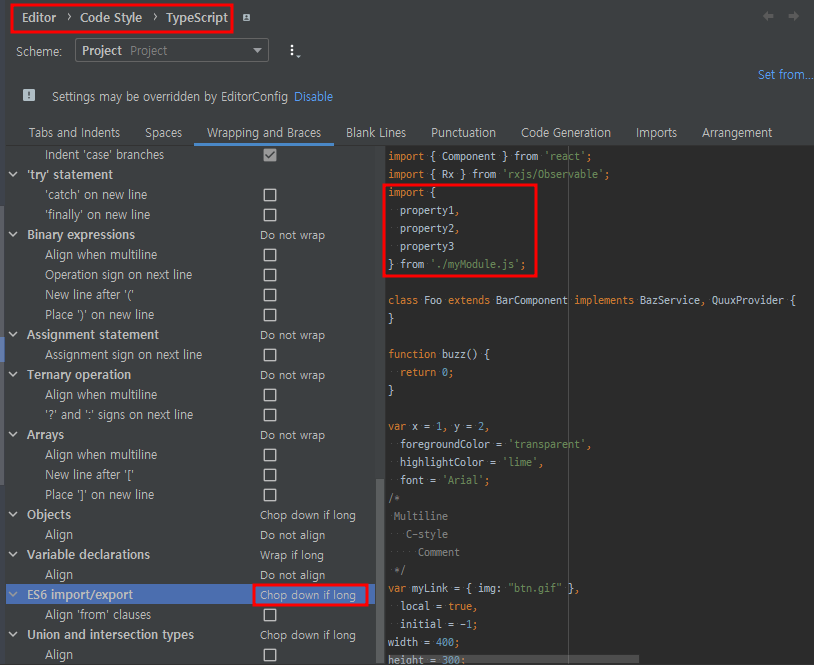 Editor › Code Style › TypeScript
Scheme: Project Project
Set from...
Settings may be overridden by EditorConfig Disable
Tabs and Indents Spaces Wrapping and Braces Blank Lines Punctuation Code Generation Imports Arrangement
Indent 'case' branches
'try' statement
'catch' on new line
'finally' on new line
Binary expressions Do not wrap
Align when multiline
Operation sign on next line
New line after '('
Place ')' on new line
Assignment statement Do not wrap
Assignment sign on next line
Ternary operation Do not wrap
Align when multiline
'?' and ':' signs on next line
Arrays Do not wrap
Align when multiline
New line after '['
Place ']' on new line
Objects Chop down if long
Align Do not align
Variable declarations Wrap if long
Align Do not align
ES6 import/export Chop down if long
Align 'from' clauses
Union and intersection types Chop down if long
Align
import { Component } from 'react';
import { Rx } from 'rxjs/Observable';
import {
property1,
property2,
property3
} from './myModule.js';
class Foo extends BarComponent implements BazService, QuuxProvider {
}
function buzz() {
return 0;
}
var x = 1, y = 2,
foregroundColor = 'transparent',
highlightColor = 'lime',
font = 'Arial';
/*
Multiline
C-style
Comment
*/
var myLink = { img: "btn.gif" },
local = true,
initial = -1;
width = 400;
height = 300;